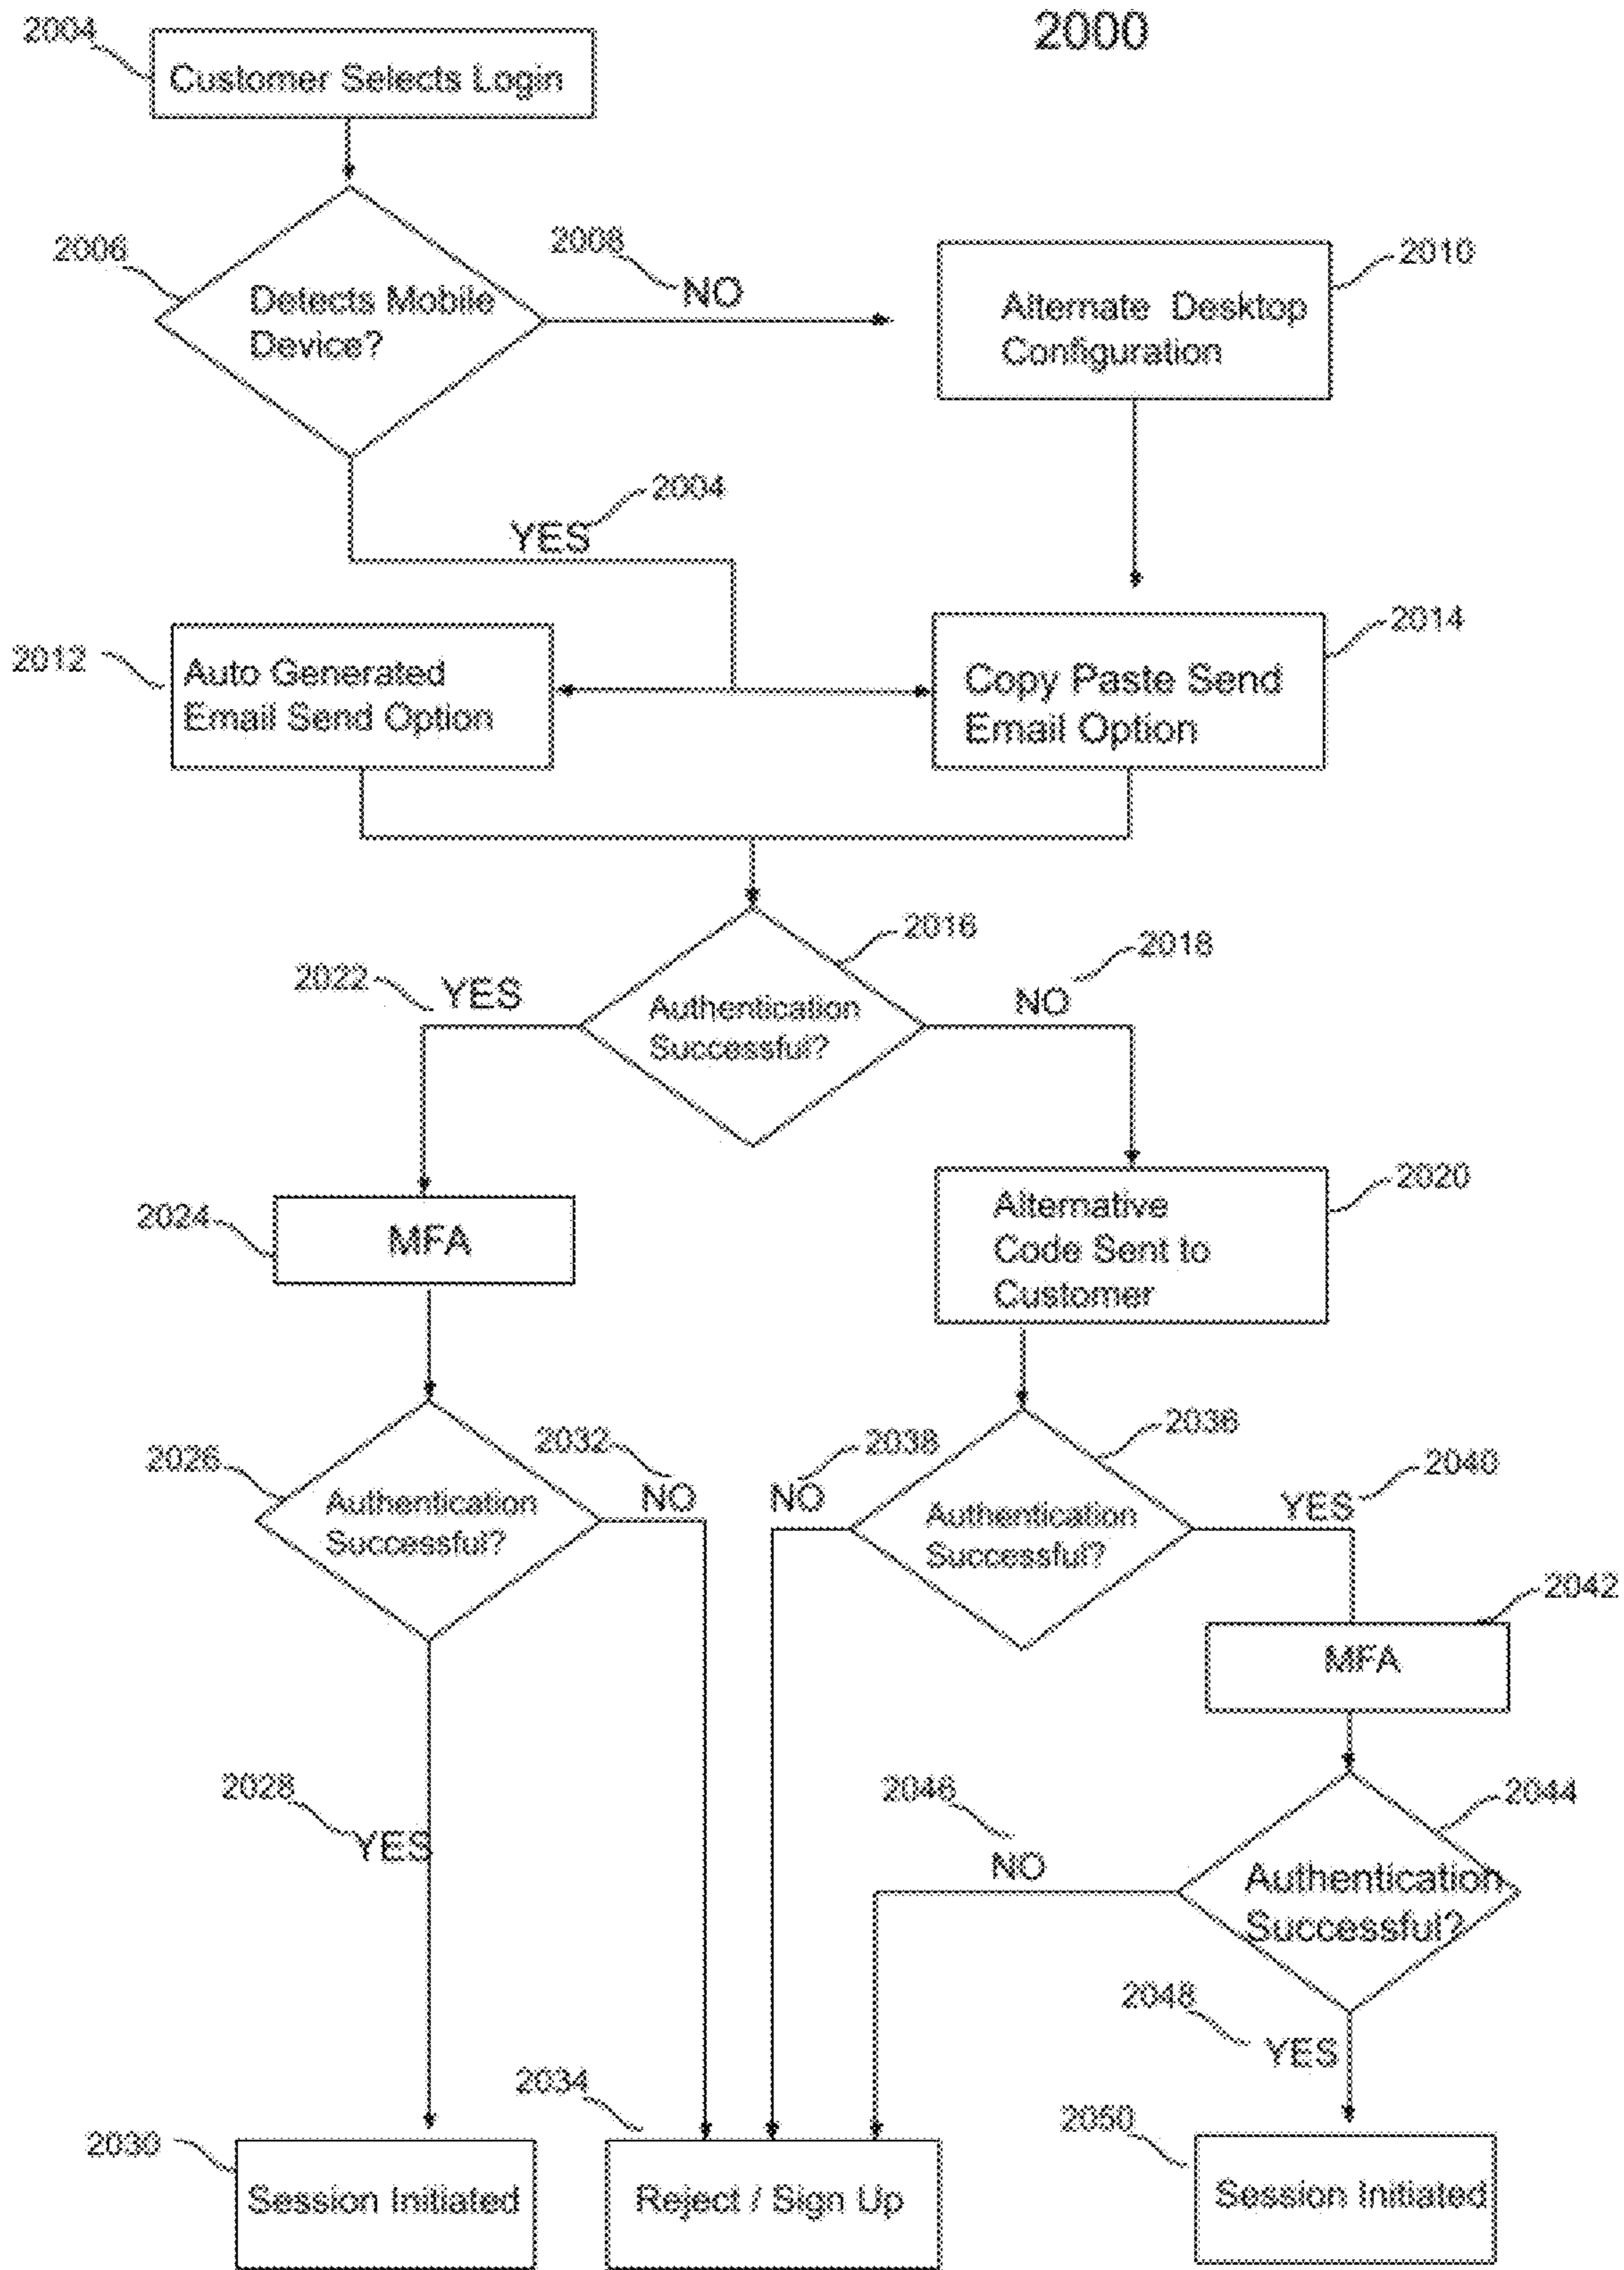 2000
2004
Customer Selects Login
2006
Detects Mobile
Device?
2008
NO
2010
Alternate Desktop
Configuration
2004
YES
2012
Auto Generated
Email Send Option
2014
Copy Paste Send
Email Option
2016
Authentication
Successful?
2022
YES
2018
NO
2024
MFA
2020
Alternative
Code Sent to
Customer
2026
Authentication
Successful?
2032
NO
2038
NO
2036
Authentication
Successful?
2040
YES
2042
MFA
2028
YES
2046
NO
2044
Authentication
Successful?
2048
YES
2030
Session Initiated
2034
Reject / Sign Up
2050
Session Initiated